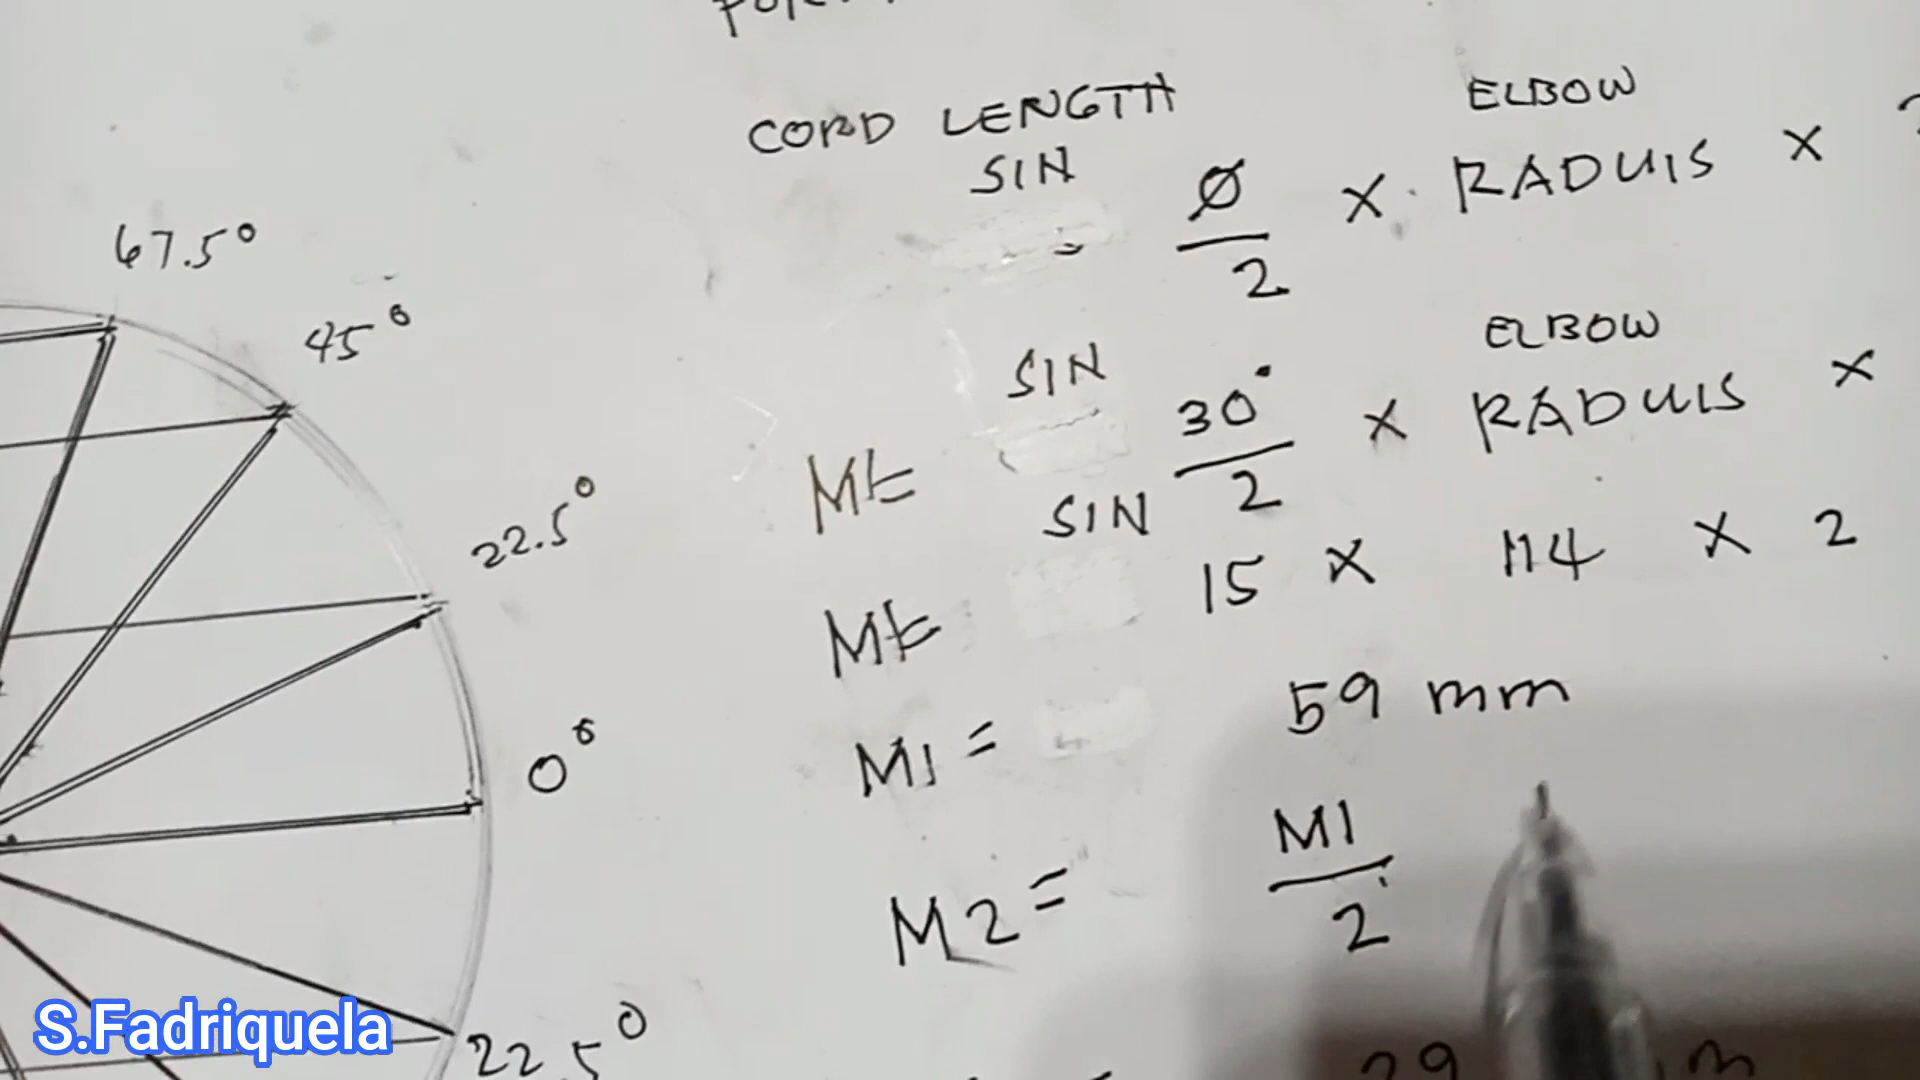 CORD LENGTH
ELBOW
SIN Ø/2 × RADUIS ×
67.5°
45°
ELBOW
SIN 30°/2 × RADUIS ×
22.5°
SIN 15 × 114 × 2
M1 = 59 mm
0°
M2 = M1/2
22.5°
29 m
S.Fadriquela